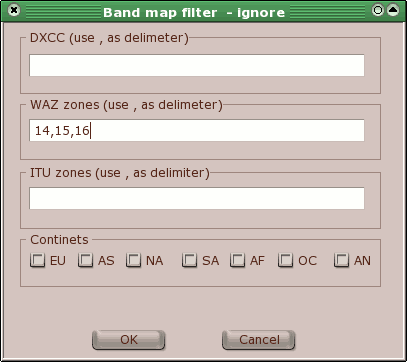 Band map filter - ignore
DXCC (use , as delimeter)
WAZ zones (use , as delimeter)
14,15,16
ITU zones (use , as delimiter)
Continets
EU AS NA SA AF OC AN
OK Cancel